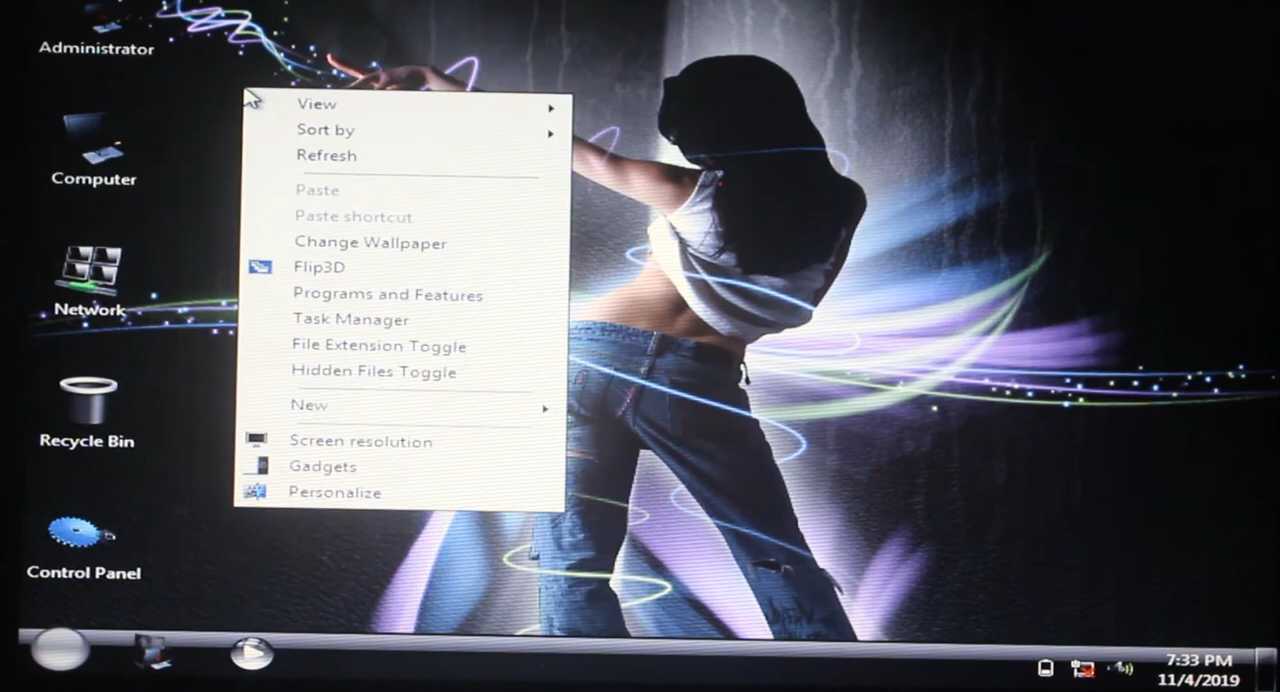 Administrator
Computer
Network
Recycle Bin
Control Panel
View
Sort by
Refresh
Paste
Paste shortcut
Change Wallpaper
Flip3D
Programs and Features
Task Manager
File Extension Toggle
Hidden Files Toggle
New
Screen resolution
Gadgets
Personalize
7:33 PM
11/4/2019